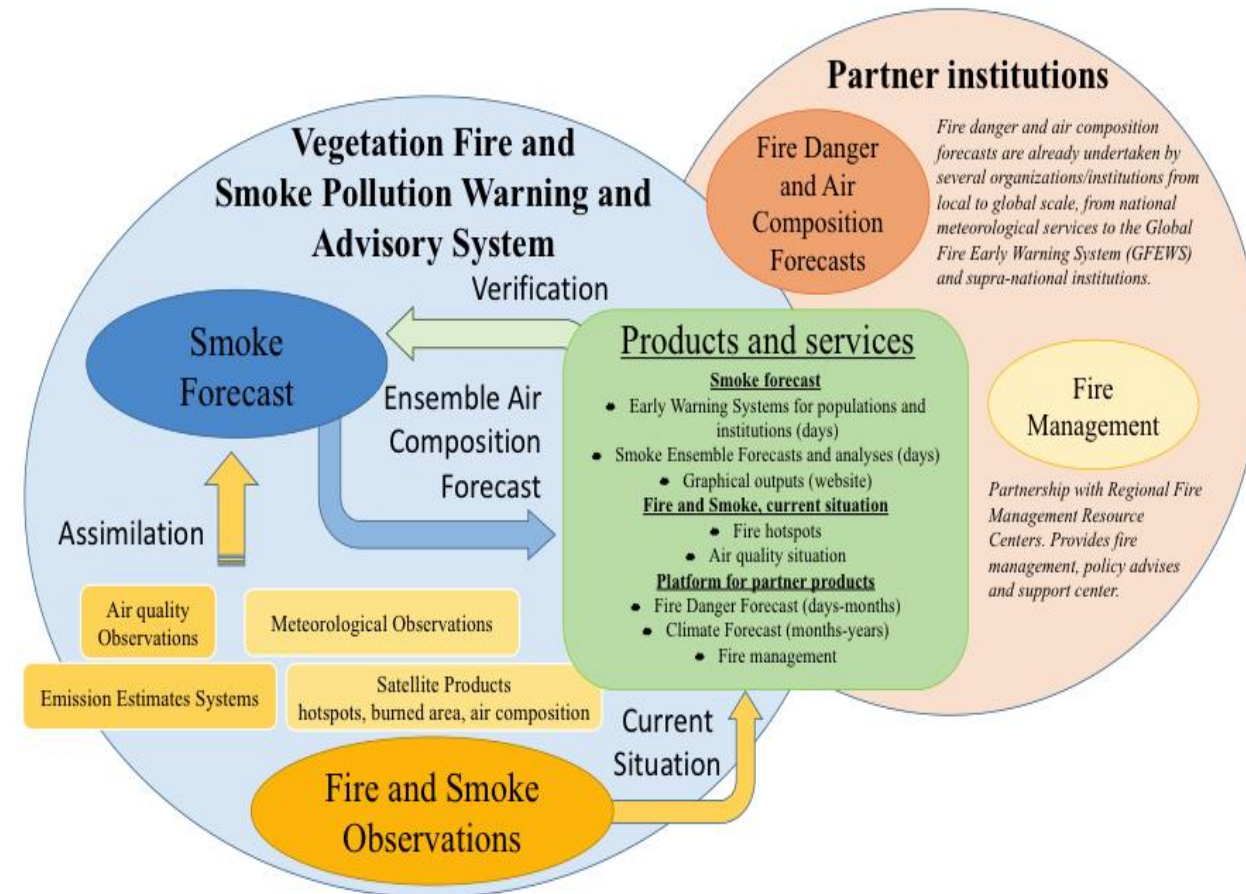 Partner institutions
Fire Danger
and Air
Composition
Forecasts
Fire danger and air composition
forecasts are already undertaken by
several organizations/institutions from
local to global scale, from national
meteorological services to the Global
Fire Early Warning System (GFEWS)
and supra-national institutions.
Vegetation Fire and
Smoke Pollution Warning and
Advisory System
Verification
Smoke
Forecast
Ensemble Air
Composition
Forecast
Assimilation
Products and services
Smoke forecast
Early Warning Systems for populations and
institutions (days)
Smoke Ensemble Forecasts and analyses (days)
Graphical outputs (website)
Fire and Smoke, current situation
Fire hotspots
Air quality situation
Platform for partner products
Fire Danger Forecast (days-months)
Climate Forecast (months-years)
Fire management
Fire
Management
Partnership with Regional Fire
Management Resource
Centers. Provides fire
management, policy advises
and support center.
Air quality
Observations
Meteorological Observations
Emission Estimates Systems
Satellite Products
hotspots, burned area, air composition
Current
Situation
Fire and Smoke
Observations